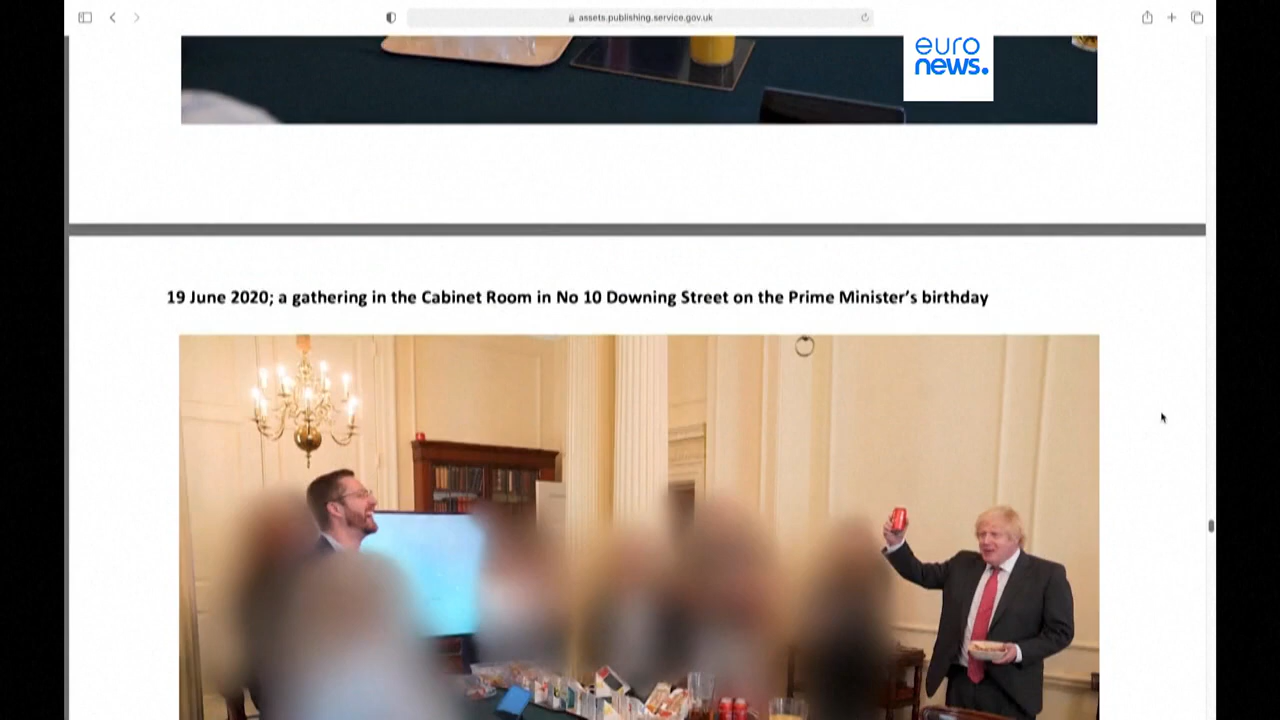 assets.publishing.service.gov.uk
euro
news.
19 June 2020; a gathering in the Cabinet Room in No 10 Downing Street on the Prime Minister’s birthday